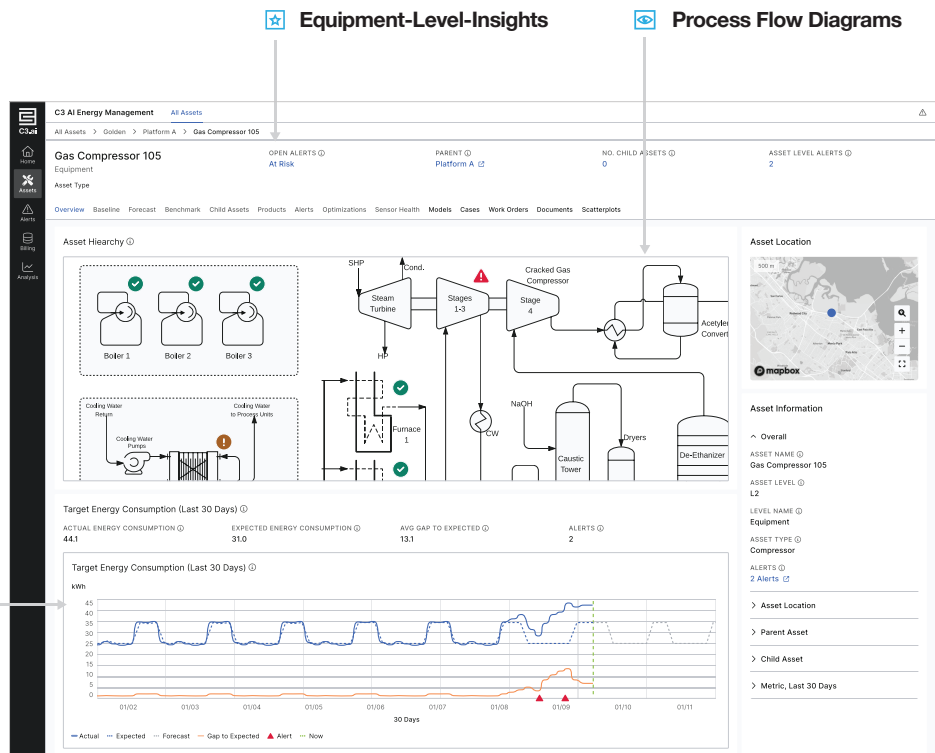 Equipment-Level-Insights
Process Flow Diagrams
C3.ai
Home
Assets
Alerts
Billing
Analysis
C3 AI Energy Management All Assets
All Assets > Golden > Platform A > Gas Compressor 105
Gas Compressor 105
Equipment
Asset Type
OPEN ALERTS
At Risk
PARENT
Platform A
NO. CHILD ASSETS
0
ASSET LEVEL ALERTS
2
Overview Baseline Forecast Benchmark Child Assets Products Alerts Optimizations Sensor Health Models Cases Work Orders Documents Scatterplots
Asset Hiearchy
Boiler 1
Boiler 2
Boiler 3
Cooling Water
Return
Cooling Water
to Process Units
Cooling Water
Pumps
SHP
Cond.
Steam
Turbine
HP
Stages
1-3
Stage
4
Cracked Gas
Compressor
Acetyler
Convert
Furnace
1
CW
NaOH
Caustic
Tower
Dryers
De-Ethanizer
Target Energy Consumption (Last 30 Days)
ACTUAL ENERGY CONSUMPTION
44.1
EXPECTED ENERGY CONSUMPTION
31.0
AVG GAP TO EXPECTED
13.1
ALERTS
2
Target Energy Consumption (Last 30 Days)
kWh
45
40
35
30
25
20
15
10
5
0
01/02 01/03 01/04 01/05 01/06 01/07 01/08 01/09 01/10 01/11
30 Days
Actual Expected Forecast Gap to Expected Alert Now
Asset Location
500 m
mapbox
Asset Information
Overall
ASSET NAME
Gas Compressor 105
ASSET LEVEL
L2
LEVEL NAME
Equipment
ASSET TYPE
Compressor
ALERTS
2 Alerts
> Asset Location
> Parent Asset
> Child Asset
> Metric, Last 30 Days